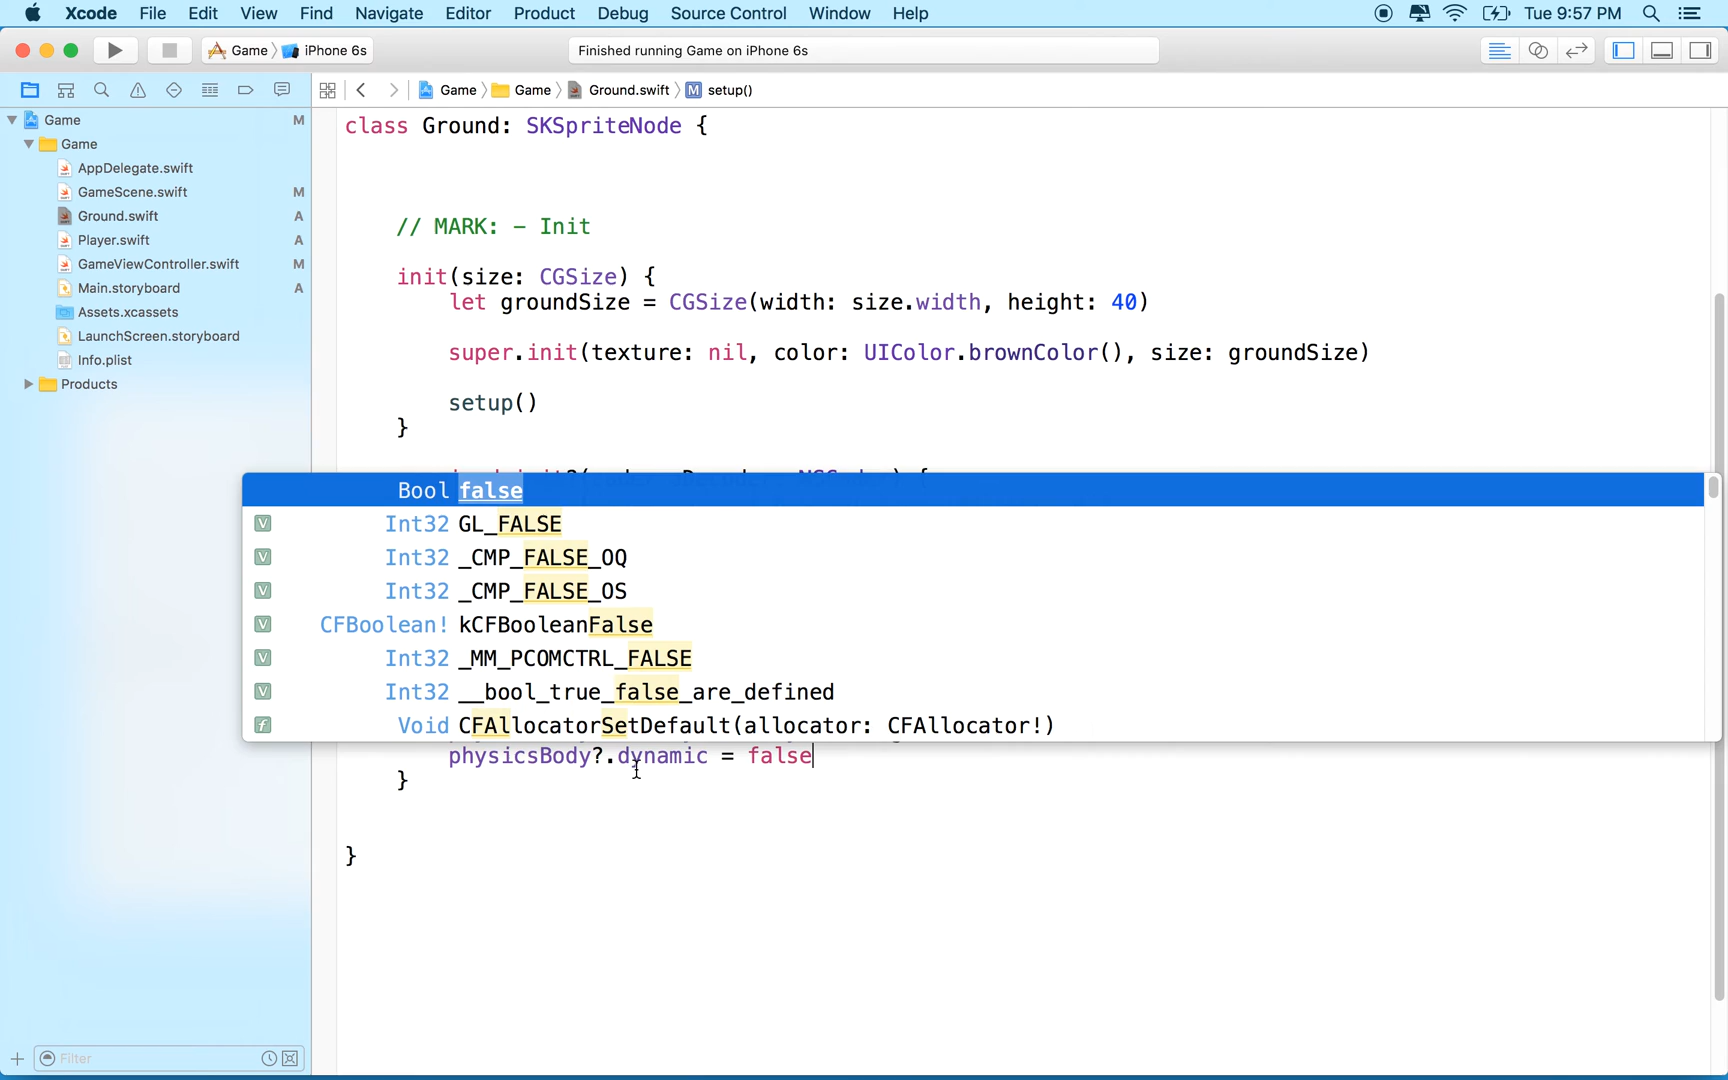 Xcode File Edit View Find Navigate Editor Product Debug Source Control Window Help Tue 9:57 PM
Game iPhone 6s Finished running Game on iPhone 6s
Game Game Ground.swift M setup()
Game M
Game
AppDelegate.swift
GameScene.swift M
Ground.swift A
Player.swift A
GameViewController.swift M
Main.storyboard A
Assets.xcassets
LaunchScreen.storyboard
Info.plist
Products
Filter
class Ground: SKSpriteNode {
// MARK: - Init
init(size: CGSize) {
let groundSize = CGSize(width: size.width, height: 40)
super.init(texture: nil, color: UIColor.brownColor(), size: groundSize)
setup()
}
Bool false
V Int32 GL_FALSE
V Int32 _CMP_FALSE_OQ
V Int32 _CMP_FALSE_OS
V CFBoolean! kCFBooleanFalse
V Int32 _MM_PCOMCTRL_FALSE
V Int32 __bool_true_false_are_defined
f Void CFAllocatorSetDefault(allocator: CFAllocator!)
physicsBody?.dynamic = false
}
}